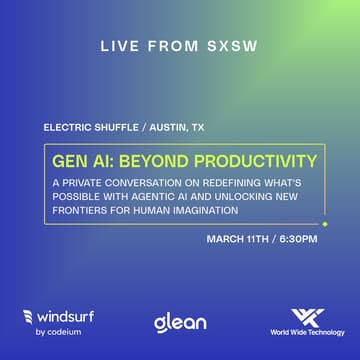 LIVE FROM SXSW
ELECTRIC SHUFFLE / AUSTIN, TX
GEN AI: BEYOND PRODUCTIVITY
A PRIVATE CONVERSATION ON REDEFINING WHAT'S
POSSIBLE WITH AGENTIC AI AND UNLOCKING NEW
FRONTIERS FOR HUMAN IMAGINATION
MARCH 11TH / 6:30PM
windsurf
by codeium
glean
World Wide Technology